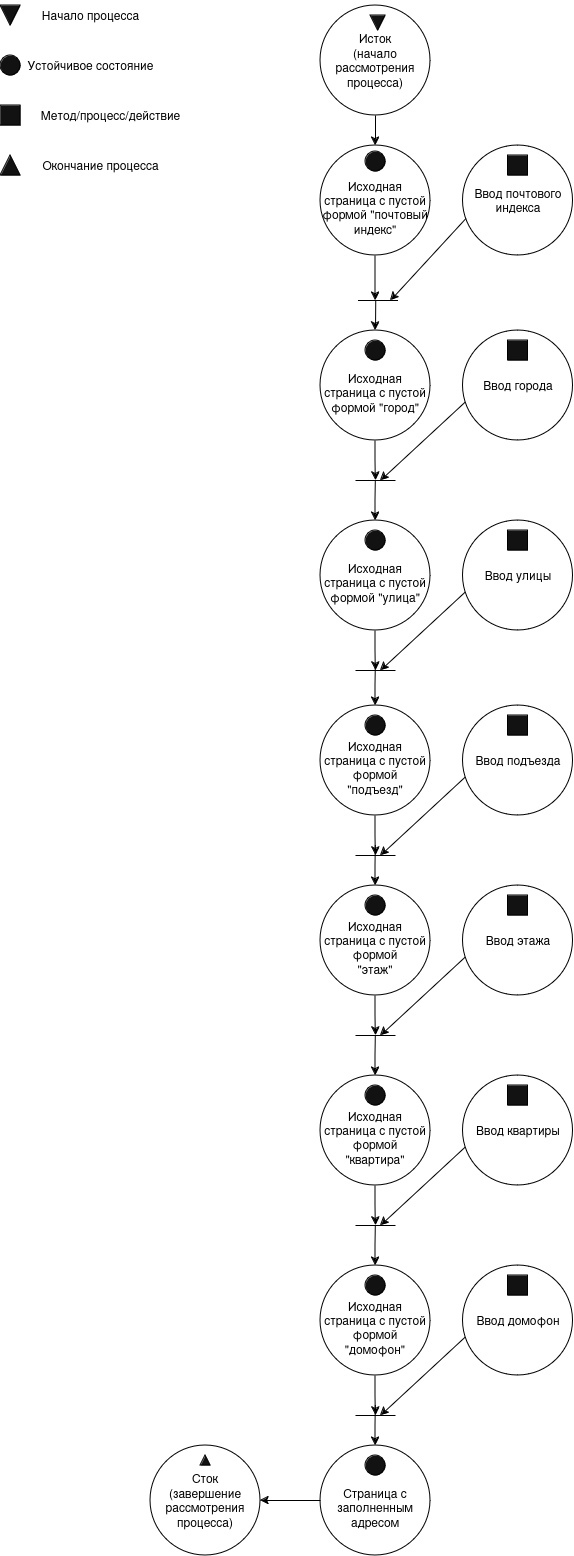 Начало процесса
Устойчивое состояние
Метод/процесс/действие
Окончание процесса
Исток
(начало
рассмотрения
процесса)
Исходная
страница с пустой
формой "почтовый
индекс"
Ввод почтового
индекса
Исходная
страница с пустой
формой "город"
Ввод города
Исходная
страница с пустой
формой "улица"
Ввод улицы
Исходная
страница с пустой
формой
"подъезд"
Ввод подъезда
Исходная
страница с пустой
формой
"этаж"
Ввод этажа
Исходная
страница с пустой
формой
"квартира"
Ввод квартиры
Исходная
страница с пустой
формой
"домофон"
Ввод домофон
Сток
(завершение
рассмотрения
процесса)
Страница с
заполненным
адресом